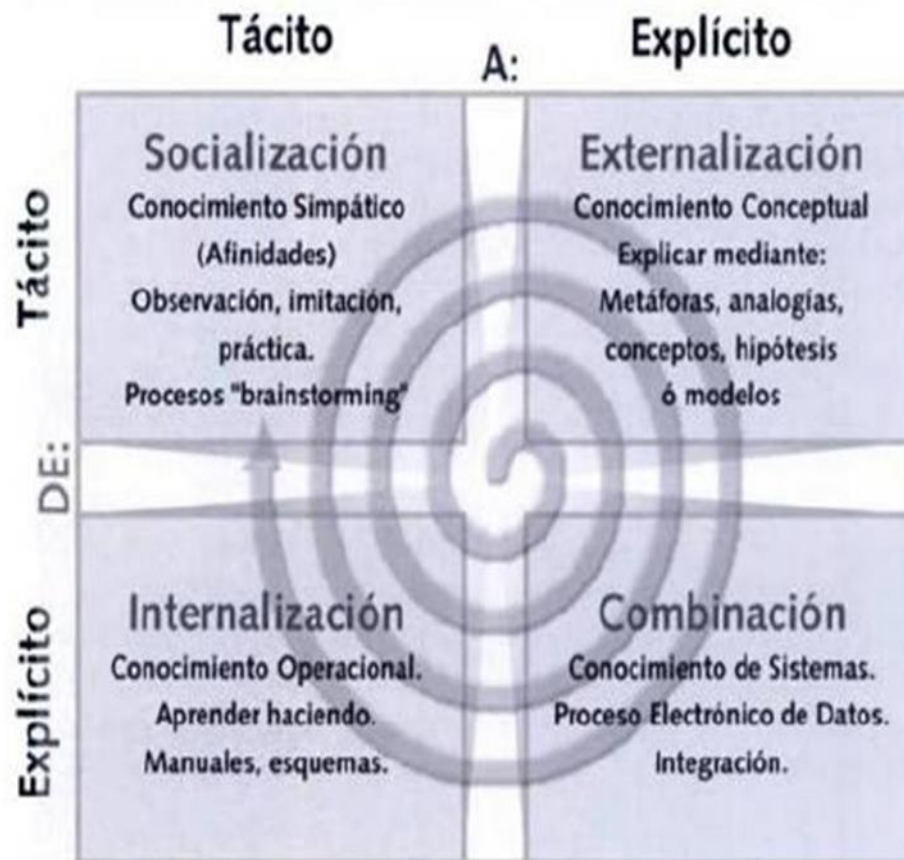 Tácito
A:
Explícito
Tácito
Socialización
Conocimiento Simpático
(Afinidades)
Observación, imitación,
práctica.
Procesos "brainstorming"
Externalización
Conocimiento Conceptual
Explicar mediante:
Metáforas, analogías,
conceptos, hipótesis
ó modelos
DE:
Explícito
Internalización
Conocimiento Operacional.
Aprender haciendo.
Manuales, esquemas.
Combinación
Conocimiento de Sistemas.
Proceso Electrónico de Datos.
Integración.